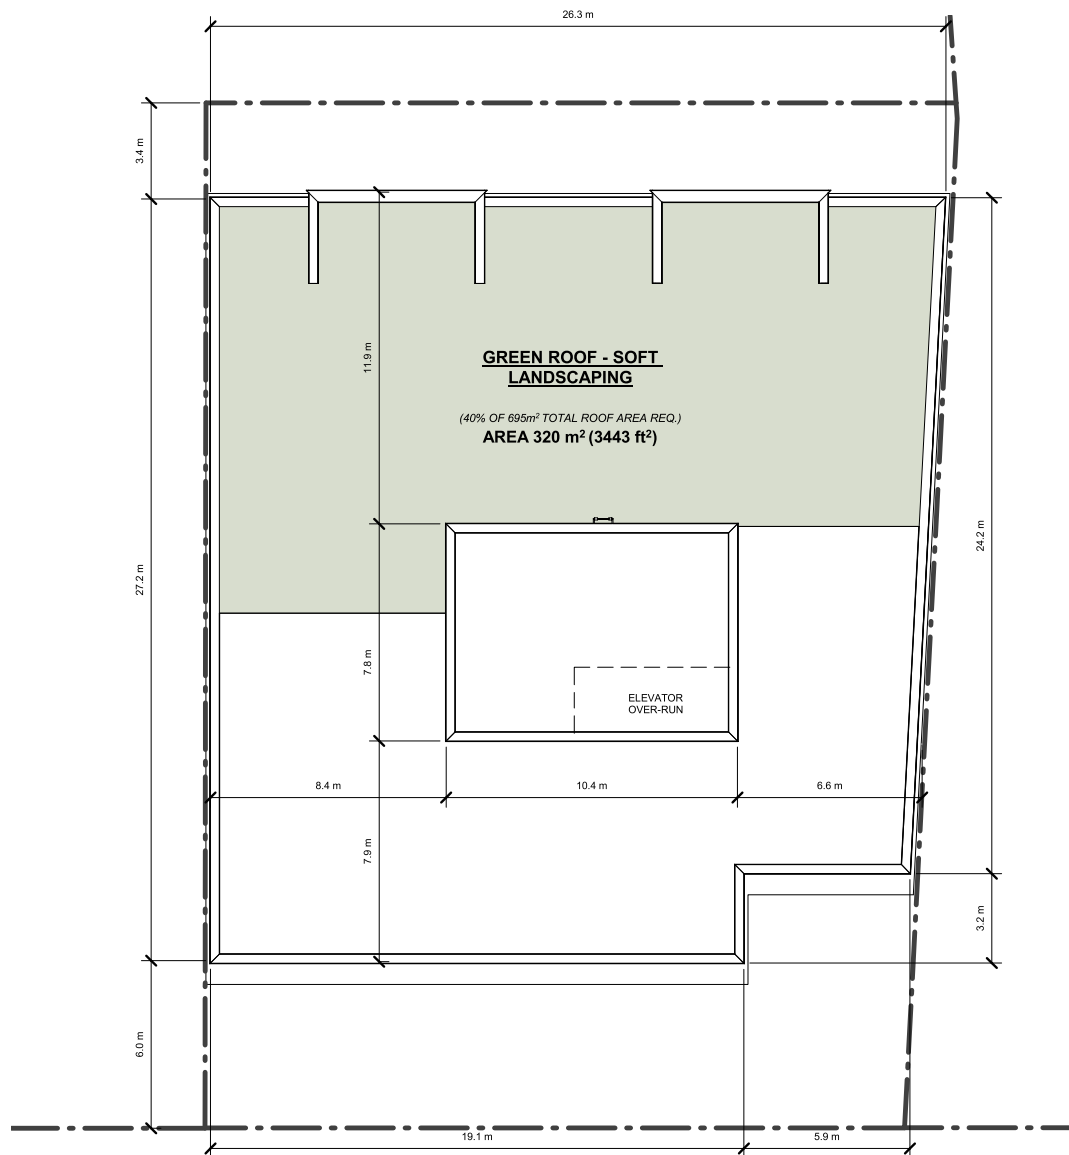 26.3 m
3.4 m
11.9 m
GREEN ROOF - SOFT
LANDSCAPING
(40% OF 695m² TOTAL ROOF AREA REQ.)
AREA 320 m² (3443 ft²)
24.2 m
27.2 m
7.8 m
ELEVATOR
OVER-RUN
8.4 m
10.4 m
6.6 m
7.9 m
3.2 m
6.0 m
19.1 m
5.9 m